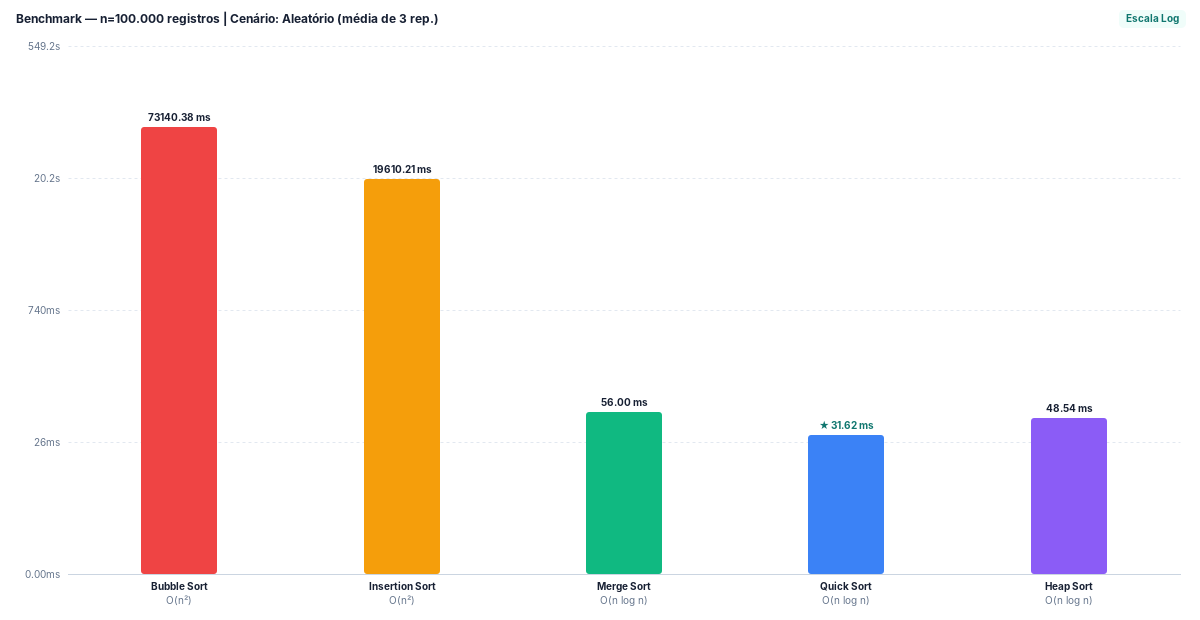 Benchmark — n=100.000 registros | Cenário: Aleatório (média de 3 rep.)
Escala Log
549.2s
20.2s
740ms
26ms
0.00ms
73140.38 ms
19610.21 ms
56.00 ms
★ 31.62 ms
48.54 ms
Bubble Sort
O(n²)
Insertion Sort
O(n²)
Merge Sort
O(n log n)
Quick Sort
O(n log n)
Heap Sort
O(n log n)